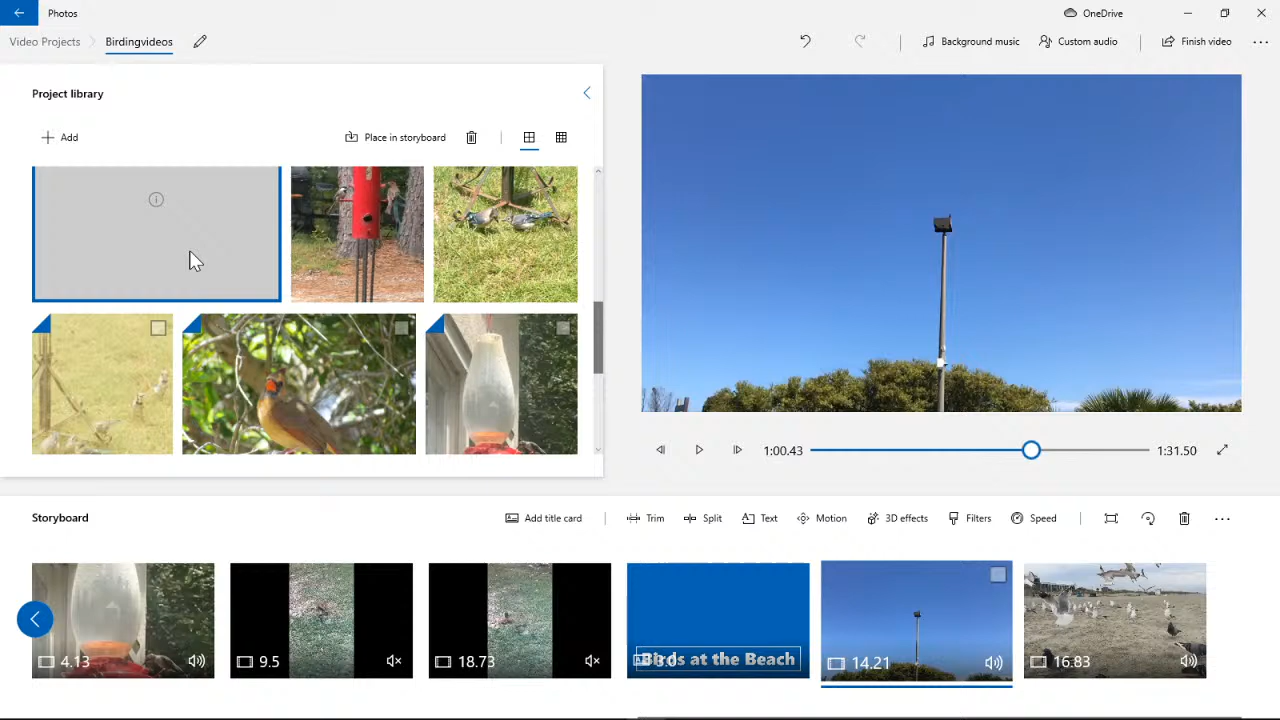 Photos
OneDrive
Video Projects
Birdingvideos
Background music
Custom audio
Finish video
Project library
Add
Place in storyboard
1:00.43
1:31.50
Storyboard
Add title card
Trim
Split
Text
Motion
3D effects
Filters
Speed
4.13
9.5
18.73
Birds at the Beach
3.0
14.21
16.83